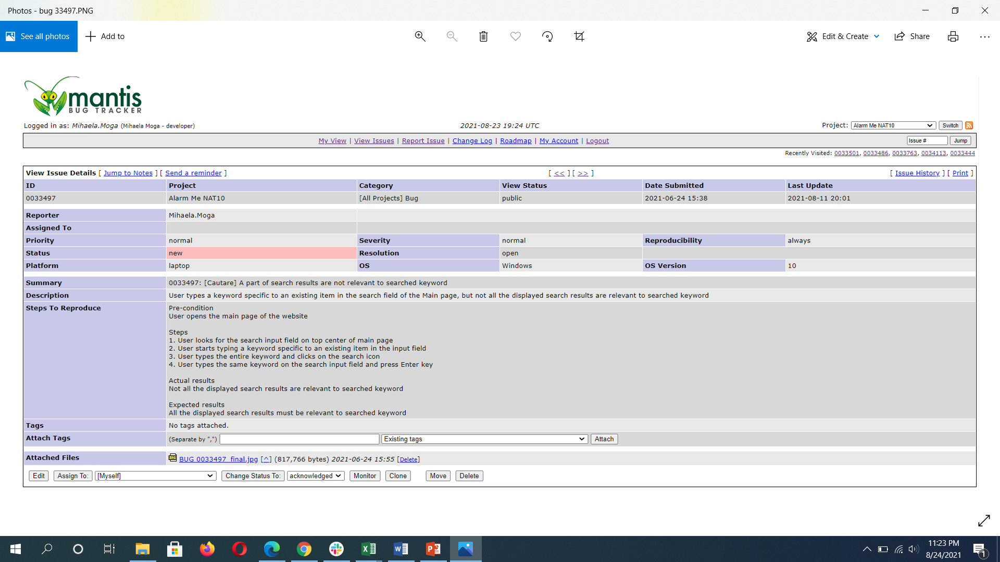 Photos - bug 33497.PNG
See all photos
Add to
Edit & Create
Share
mantis
BUG TRACKER
Logged in as: Mihaela.Moga (Mihaela Moga - developer)
2021-08-23 19:24 UTC
Project: Alarm Me NAT10 Switch
My View | View Issues | Report Issue | Change Log | Roadmap | My Account | Logout
Issue # Jump
Recently Visited: 0033501, 0033486, 0033763, 0034113, 0033444
View Issue Details [ Jump to Notes ] [ Send a reminder ]
[ << ] [ >> ]
[ Issue History ] [ Print ]
ID Project Category View Status Date Submitted Last Update
0033497 Alarm Me NAT10 [All Projects] Bug public 2021-06-24 15:38 2021-08-11 20:01
Reporter Mihaela.Moga
Assigned To
Priority normal Severity normal Reproducibility always
Status new Resolution open
Platform laptop OS Windows OS Version 10
Summary 0033497: [Cautare] A part of search results are not relevant to searched keyword
Description User types a keyword specific to an existing item in the search field of the Main page, but not all the displayed search results are relevant to searched keyword
Steps To Reproduce Pre-condition
User opens the main page of the website
Steps
1. User looks for the search input field on top center of main page
2. User starts typing a keyword specific to an existing item in the input field
3. User types the entire keyword and clicks on the search icon
4. User types the same keyword on the search input field and press Enter key
Actual results
Not all the displayed search results are relevant to searched keyword
Expected results
All the displayed search results must be relevant to searched keyword
Tags No tags attached.
Attach Tags (Separate by ",") Existing tags Attach
Attached Files BUG 0033497_final.jpg [^] (817,766 bytes) 2021-06-24 15:55 [Delete]
Edit Assign To: [Myself] Change Status To: acknowledged Monitor Clone Move Delete
11:23 PM
8/24/2021
1